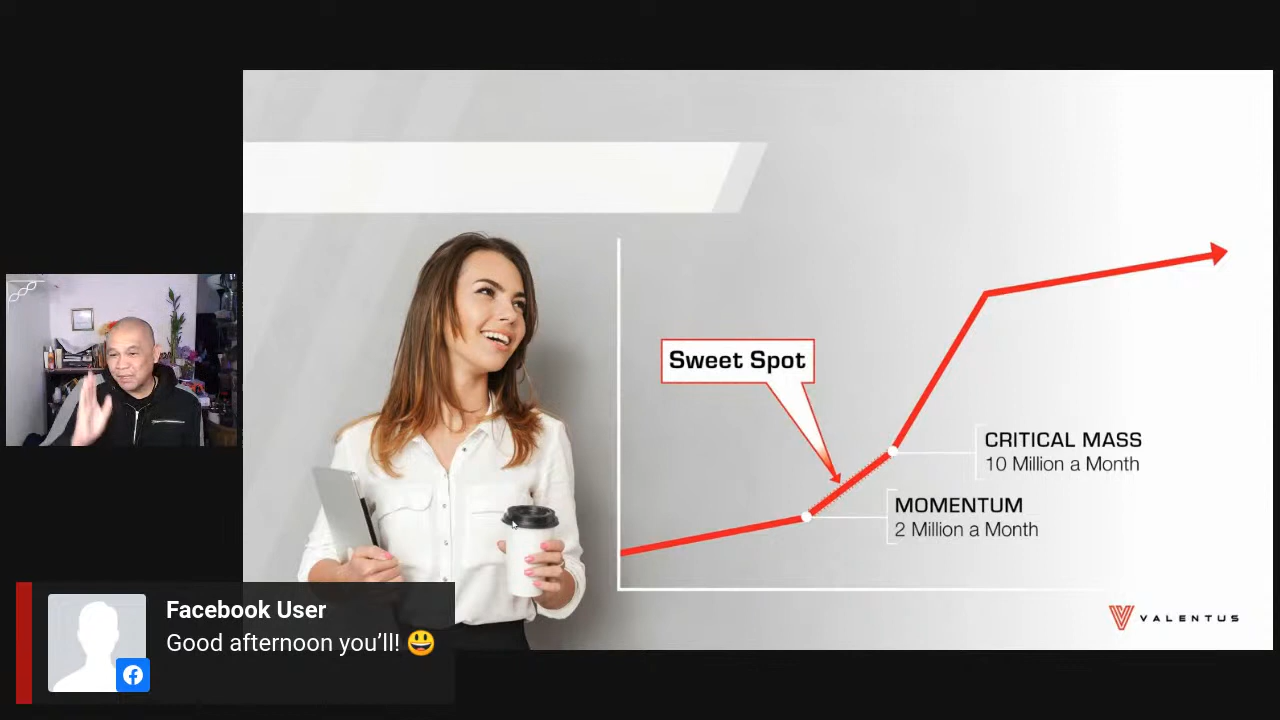 Sweet Spot
CRITICAL MASS
10 Million a Month
MOMENTUM
2 Million a Month
VALENTUS
Facebook User
Good afternoon you’ll! 😃